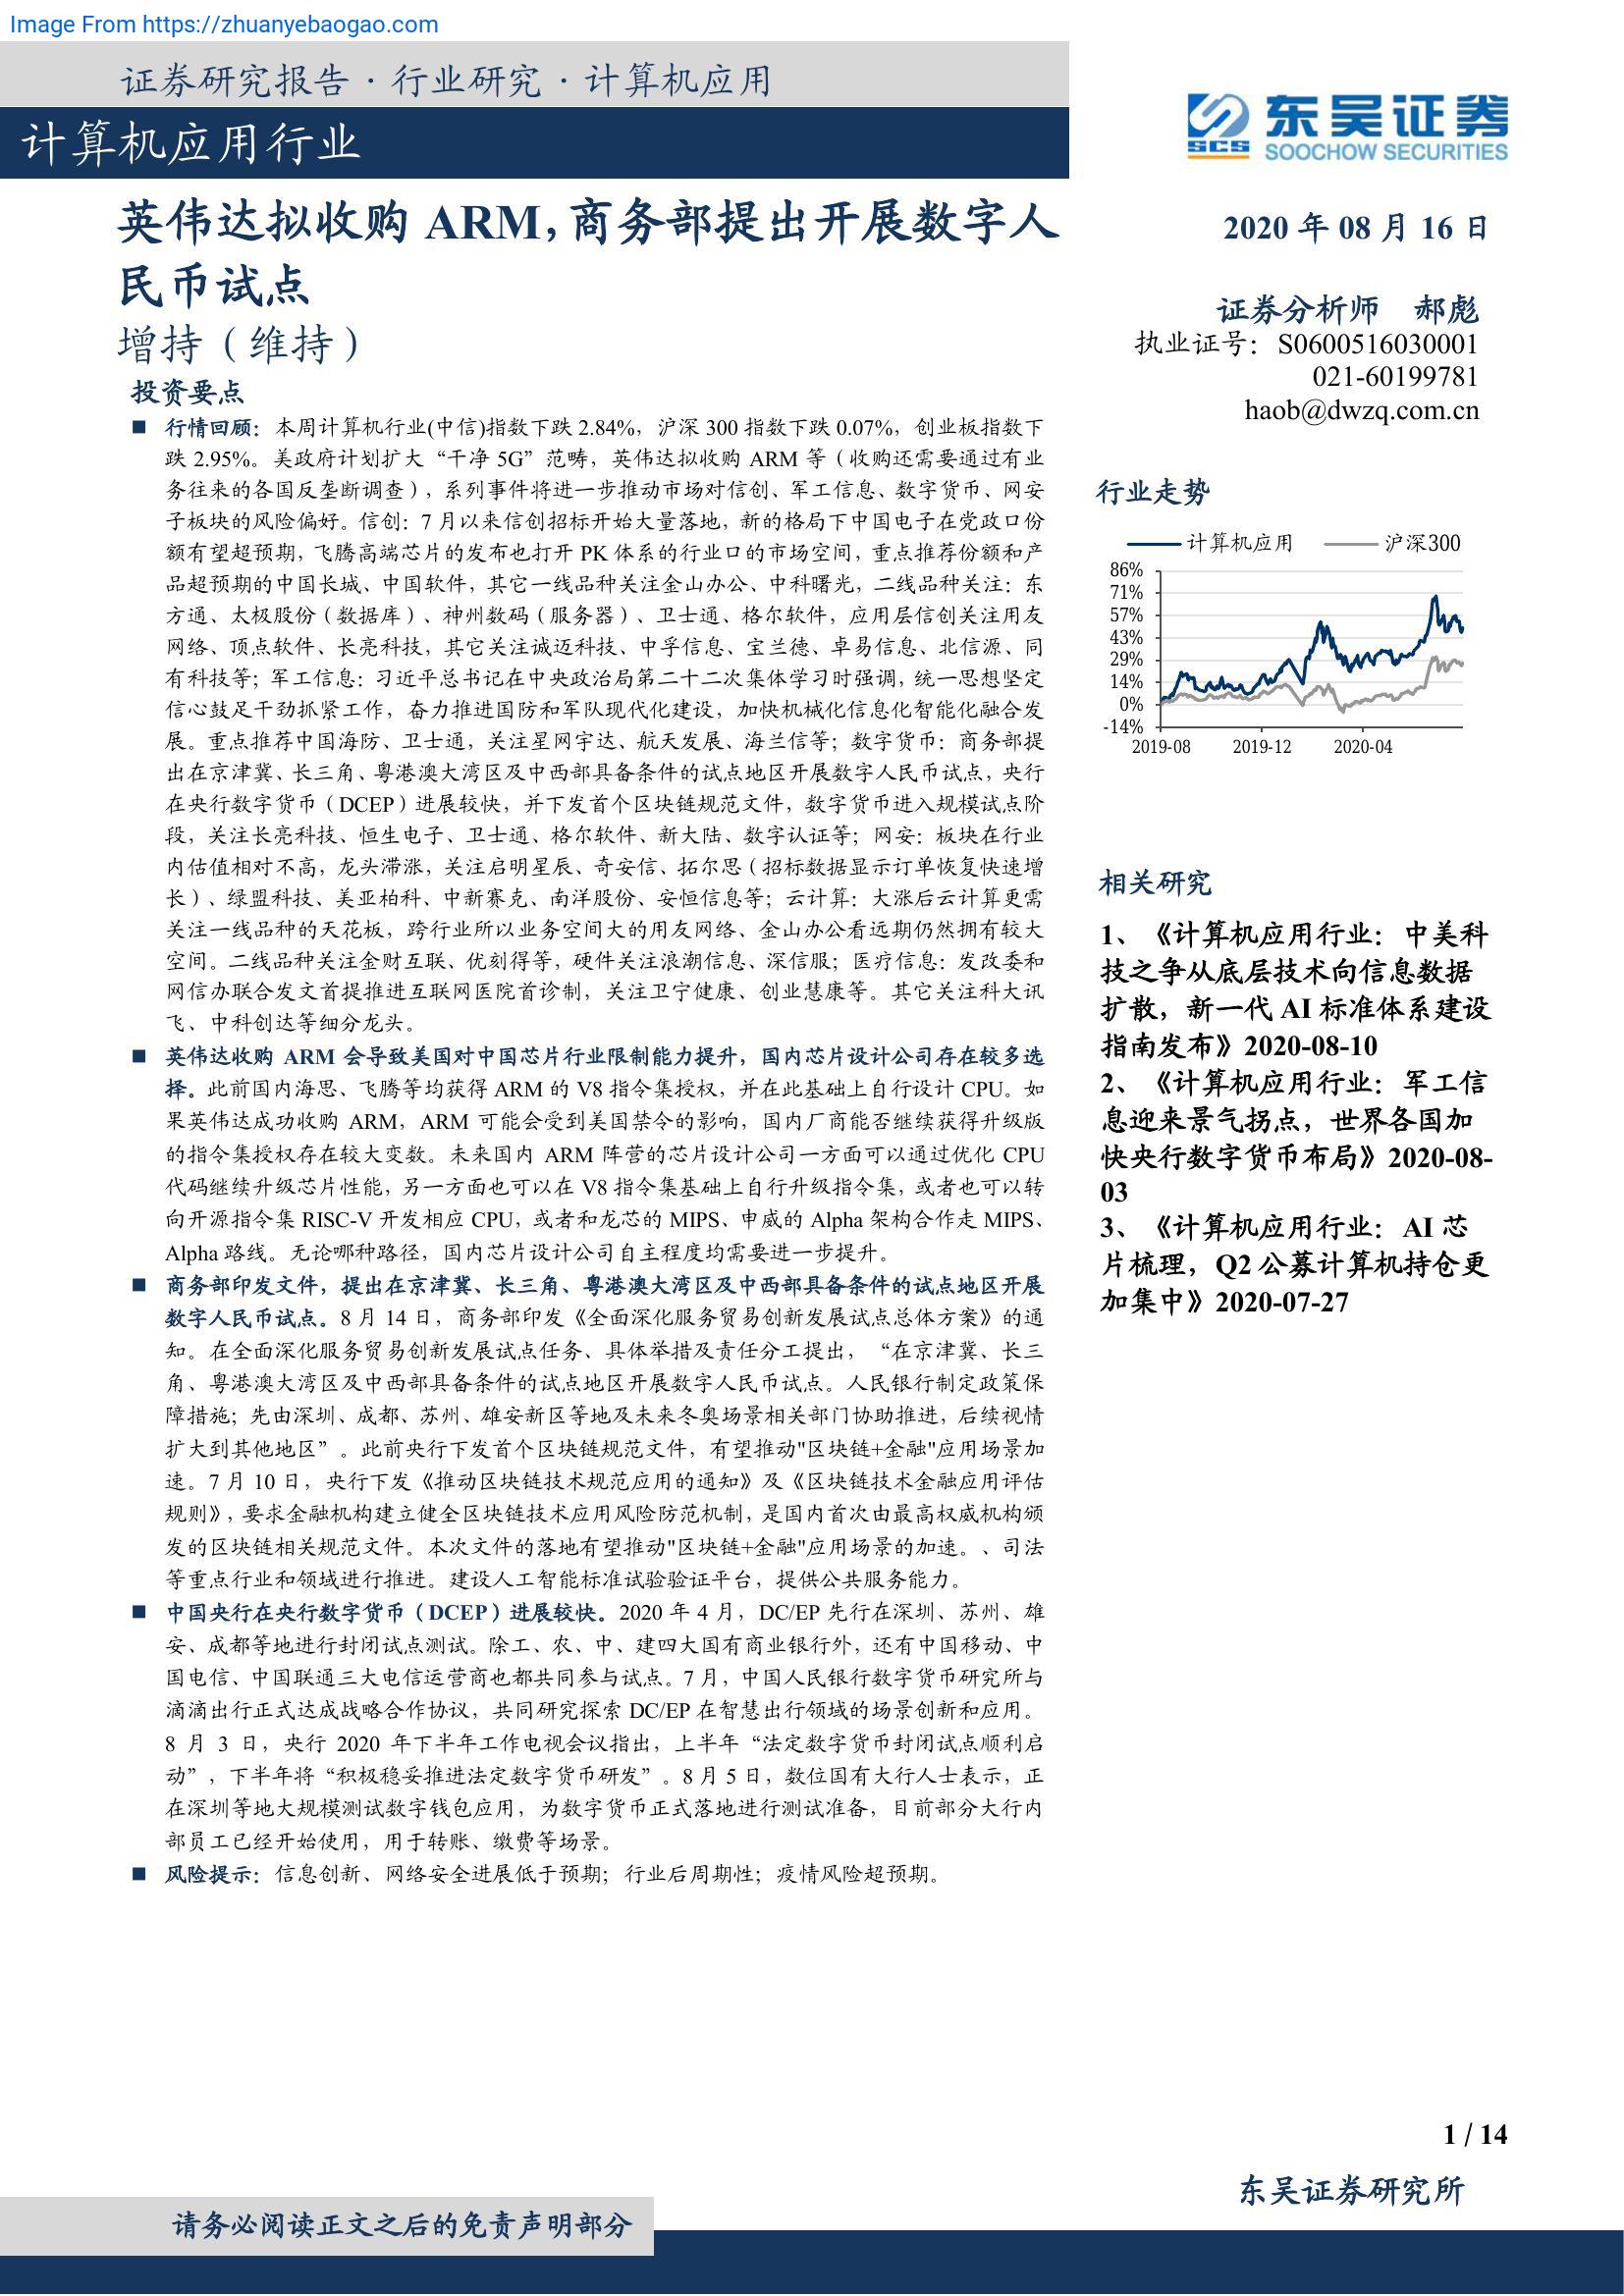 Image From https://zhuanyebaogao.com
证券研究报告 · 行业研究 · 计算机应用
计算机应用行业
东吴证券
SCS SOOCHOW SECURITIES
英伟达拟收购 ARM，商务部提出开展数字人
民币试点
增持（维持）
2020 年 08 月 16 日
证券分析师 郝彪
执业证号：S0600516030001
021-60199781
haob@dwzq.com.cn
投资要点
■ 行情回顾：本周计算机行业(中信)指数下跌 2.84%，沪深 300 指数下跌 0.07%，创业板指数下
跌 2.95%。美政府计划扩大“干净 5G”范畴，英伟达拟收购 ARM 等（收购还需要通过有业
务往来的各国反垄断调查），系列事件将进一步推动市场对信创、军工信息、数字货币、网安
子板块的风险偏好。信创：7 月以来信创招标开始大量落地，新的格局下中国电子在党政口份
额有望超预期，飞腾高端芯片的发布也打开 PK 体系的行业口的市场空间，重点推荐份额和产
品超预期的中国长城、中国软件，其它一线品种关注金山办公、中科曙光，二线品种关注：东
方通、太极股份（数据库）、神州数码（服务器）、卫士通、格尔软件，应用层信创关注用友
网络、顶点软件、长亮科技，其它关注诚迈科技、中孚信息、宝兰德、卓易信息、北信源、同
有科技等；军工信息：习近平总书记在中央政治局第二十二次集体学习时强调，统一思想坚定
信心鼓足干劲抓紧工作，奋力推进国防和军队现代化建设，加快机械化信息化智能化融合发
展。重点推荐中国海防、卫士通，关注星网宇达、航天发展、海兰信等；数字货币：商务部提
出在京津冀、长三角、粤港澳大湾区及中西部具备条件的试点地区开展数字人民币试点，央行
在央行数字货币（DCEP）进展较快，并下发首个区块链规范文件，数字货币进入规模试点阶
段，关注长亮科技、恒生电子、卫士通、格尔软件、新大陆、数字认证等；网安：板块在行业
内估值相对不高，龙头滞涨，关注启明星辰、奇安信、拓尔思（招标数据显示订单恢复快速增
长）、绿盟科技、美亚柏科、中新赛克、南洋股份、安恒信息等；云计算：大涨后云计算更需
关注一线品种的天花板，跨行业所以业务空间大的用友网络、金山办公看远期仍然拥有较大
空间。二线品种关注金财互联、优刻得等，硬件关注浪潮信息、深信服；医疗信息：发改委和
网信办联合发文首提推进互联网医院首诊制，关注卫宁健康、创业慧康等。其它关注科大讯
飞、中科创达等细分龙头。
■ 英伟达收购 ARM 会导致美国对中国芯片行业限制能力提升，国内芯片设计公司存在较多选
择。此前国内海思、飞腾等均获得 ARM 的 V8 指令集授权，并在此基础上自行设计 CPU。如
果英伟达成功收购 ARM，ARM 可能会受到美国禁令的影响，国内厂商能否继续获得升级版
的指令集授权存在较大变数。未来国内 ARM 阵营的芯片设计公司一方面可以通过优化 CPU
代码继续升级芯片性能，另一方面也可以在 V8 指令集基础上自行升级指令集，或者也可以转
向开源指令集 RISC-V 开发相应 CPU，或者和龙芯的 MIPS、申威的 Alpha 架构合作走 MIPS、
Alpha 路线。无论哪种路径，国内芯片设计公司自主程度均需要进一步提升。
■ 商务部印发文件，提出在京津冀、长三角、粤港澳大湾区及中西部具备条件的试点地区开展
数字人民币试点。8 月 14 日，商务部印发《全面深化服务贸易创新发展试点总体方案》的通
知。在全面深化服务贸易创新发展试点任务、具体举措及责任分工提出，“在京津冀、长三
角、粤港澳大湾区及中西部具备条件的试点地区开展数字人民币试点。人民银行制定政策保
障措施；先由深圳、成都、苏州、雄安新区等地及未来冬奥场景相关部门协助推进，后续视情
扩大到其他地区”。此前央行下发首个区块链规范文件，有望推动"区块链+金融"应用场景加
速。7 月 10 日，央行下发《推动区块链技术规范应用的通知》及《区块链技术金融应用评估
规则》，要求金融机构建立健全区块链技术应用风险防范机制，是国内首次由最高权威机构颁
发的区块链相关规范文件。本次文件的落地有望推动"区块链+金融"应用场景的加速。、司法
等重点行业和领域进行推进。建设人工智能标准试验验证平台，提供公共服务能力。
■ 中国央行在央行数字货币（DCEP）进展较快。2020 年 4 月，DC/EP 先行在深圳、苏州、雄
安、成都等地进行封闭试点测试。除工、农、中、建四大国有商业银行外，还有中国移动、中
国电信、中国联通三大电信运营商也都共同参与试点。7 月，中国人民银行数字货币研究所与
滴滴出行正式达成战略合作协议，共同研究探索 DC/EP 在智慧出行领域的场景创新和应用。
8 月 3 日，央行 2020 年下半年工作电视会议指出，上半年“法定数字货币封闭试点顺利启
动”，下半年将“积极稳妥推进法定数字货币研发”。8 月 5 日，数位国有大行人士表示，正
在深圳等地大规模测试数字钱包应用，为数字货币正式落地进行测试准备，目前部分大行内
部员工已经开始使用，用于转账、缴费等场景。
■ 风险提示：信息创新、网络安全进展低于预期；行业后周期性；疫情风险超预期。
行业走势
计算机应用 沪深300
86%
71%
57%
43%
29%
14%
0%
-14%
2019-08 2019-12 2020-04
相关研究
1、《计算机应用行业：中美科
技之争从底层技术向信息数据
扩散，新一代 AI 标准体系建设
指南发布》2020-08-10
2、《计算机应用行业：军工信
息迎来景气拐点，世界各国加
快央行数字货币布局》2020-08-
03
3、《计算机应用行业：AI 芯
片梳理，Q2 公募计算机持仓更
加集中》2020-07-27
1 / 14
东吴证券研究所
请务必阅读正文之后的免责声明部分